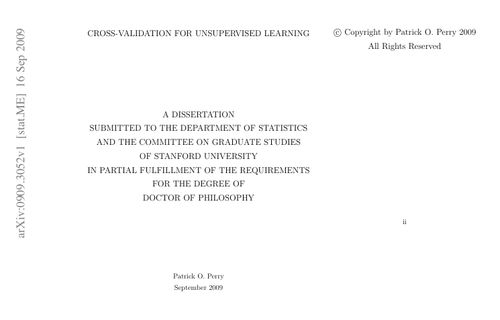 arXiv:0909.3052v1 [stat.ME] 16 Sep 2009
CROSS-VALIDATION FOR UNSUPERVISED LEARNING
A DISSERTATION
SUBMITTED TO THE DEPARTMENT OF STATISTICS
AND THE COMMITTEE ON GRADUATE STUDIES
OF STANFORD UNIVERSITY
IN PARTIAL FULFILLMENT OF THE REQUIREMENTS
FOR THE DEGREE OF
DOCTOR OF PHILOSOPHY
Patrick O. Perry
September 2009
© Copyright by Patrick O. Perry 2009
All Rights Reserved
ii